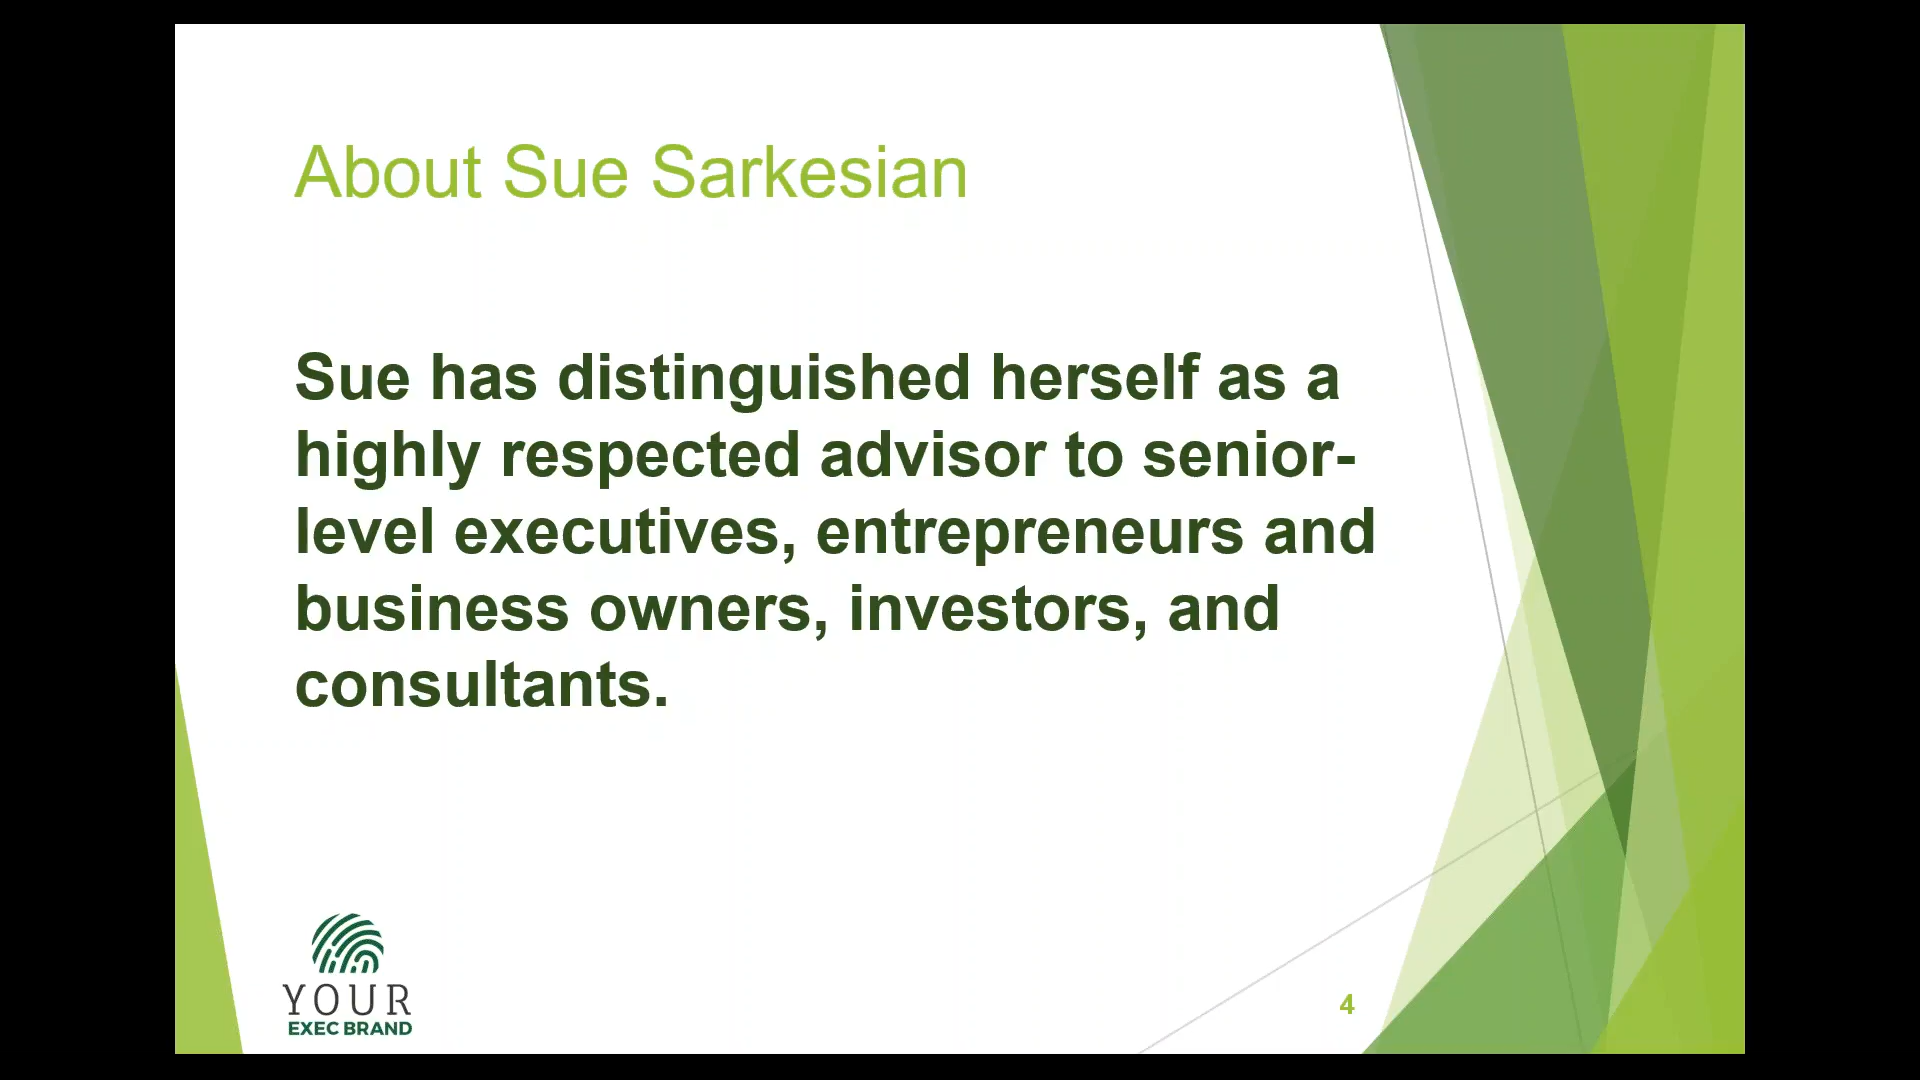 About Sue Sarkesian
Sue has distinguished herself as a
highly respected advisor to senior-
level executives, entrepreneurs and
business owners, investors, and
consultants.
YOUR
EXEC BRAND
4